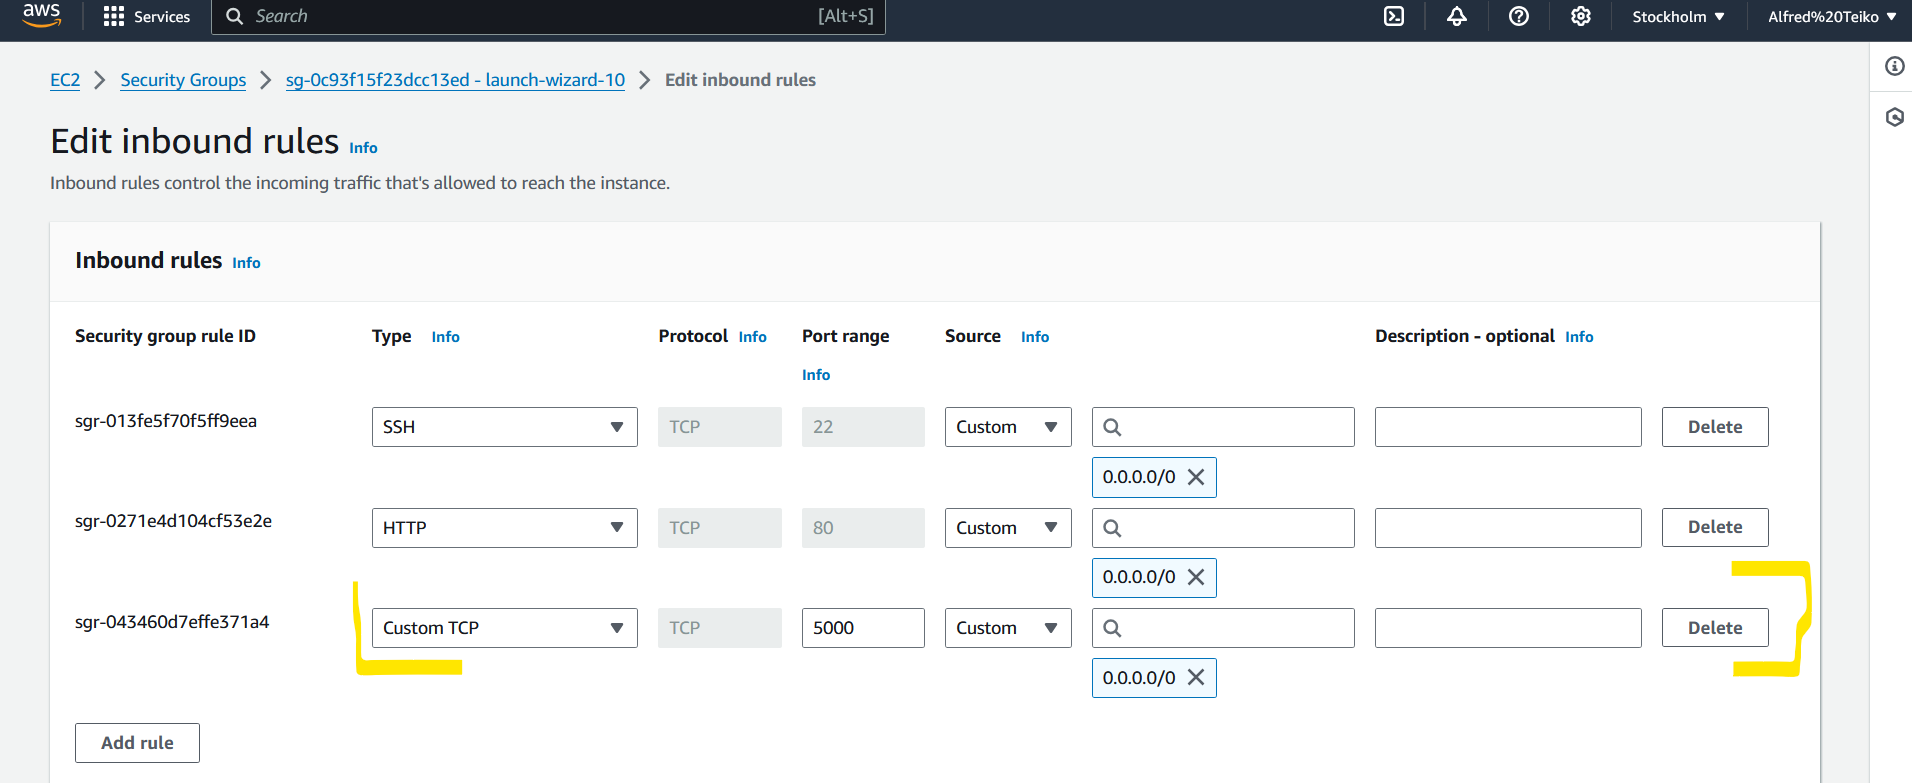 aws Services Search [Alt+S] Stockholm Alfred%20Teiko
EC2 Security Groups sg-0c93f15f23dcc13ed - launch-wizard-10 Edit inbound rules
Edit inbound rules Info
Inbound rules control the incoming traffic that's allowed to reach the instance.
Inbound rules Info
Security group rule ID Type Info Protocol Info Port range Source Info Description - optional Info
Info
sgr-013fe5f70f5ff9eea SSH TCP 22 Custom Delete
0.0.0.0/0
sgr-0271e4d104cf53e2e HTTP TCP 80 Custom Delete
0.0.0.0/0
sgr-043460d7effe371a4 Custom TCP TCP 5000 Custom Delete
0.0.0.0/0
Add rule